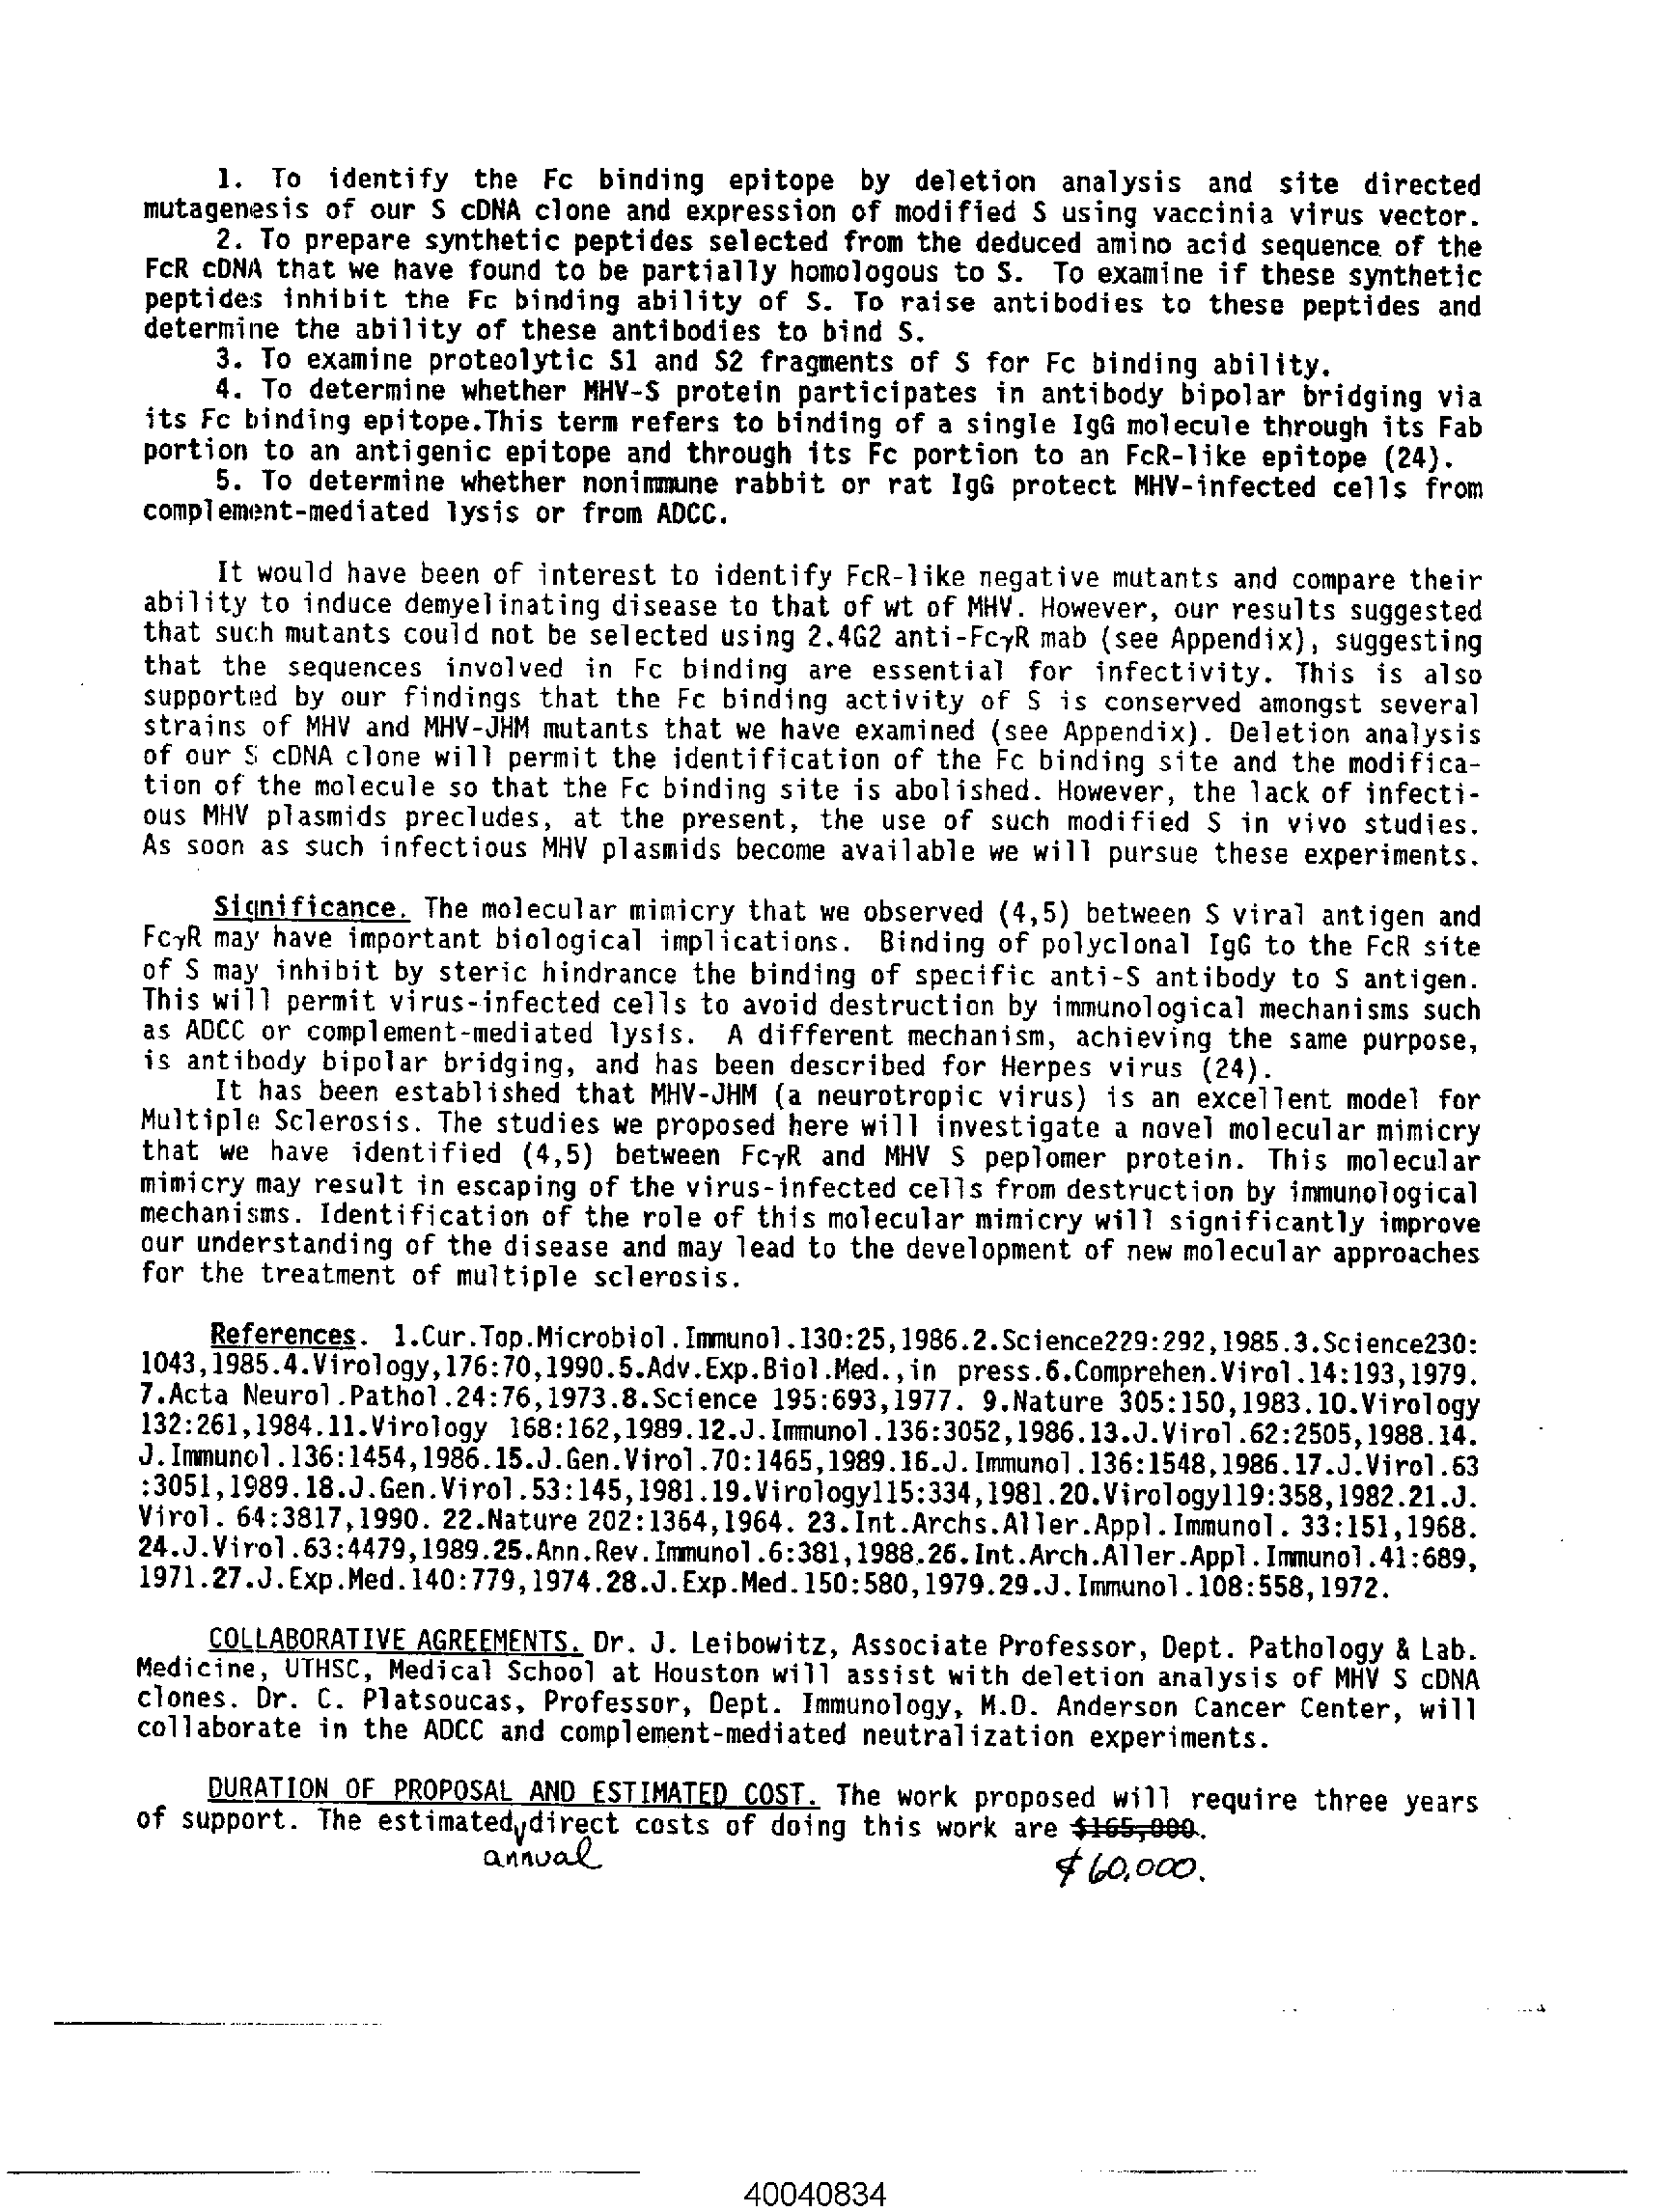 1. To identify the Fc binding epitope by deletion analysis and site directed
mutagenesis of our S cDNA clone and expression of modified S using vaccinia virus vector.
2. To prepare synthetic peptides selected from the deduced amino acid sequence of the
FcR cDNA that we have found to be partially homologous to S. To examine if these synthetic
peptides inhibit the Fc binding ability of S. To raise antibodies to these peptides and
determine the ability of these antibodies to bind S.
3. To examine proteolytic S1 and S2 fragments of S for Fc binding ability.
4. To determine whether MHV-S protein participates in antibody bipolar bridging via
its Fc binding epitope.This term refers to binding of a single IgG molecule through its Fab
portion to an antigenic epitope and through its Fc portion to an FcR-like epitope (24).
5. To determine whether nonimmune rabbit or rat IgG protect MHV-infected cells from
complement-mediated lysis or from ADCC.
It would have been of interest to identify FcR-like negative mutants and compare their
ability to induce demyelinating disease to that of wt of MHV. However, our results suggested
that such mutants could not be selected using 2.4G2 anti-FcγR mab (see Appendix), suggesting
that the sequences involved in Fc binding are essential for infectivity. This is also
supported by our findings that the Fc binding activity of S is conserved amongst several
strains of MHV and MHV-JHM mutants that we have examined (see Appendix). Deletion analysis
of our S cDNA clone will permit the identification of the Fc binding site and the modifica-
tion of the molecule so that the Fc binding site is abolished. However, the lack of infecti-
ous MHV plasmids precludes, at the present, the use of such modified S in vivo studies.
As soon as such infectious MHV plasmids become available we will pursue these experiments.
Significance. The molecular mimicry that we observed (4,5) between S viral antigen and
FcγR may have important biological implications. Binding of polyclonal IgG to the FcR site
of S may inhibit by steric hindrance the binding of specific anti-S antibody to S antigen.
This will permit virus-infected cells to avoid destruction by immunological mechanisms such
as ADCC or complement-mediated lysis. A different mechanism, achieving the same purpose,
is antibody bipolar bridging, and has been described for Herpes virus (24).
It has been established that MHV-JHM (a neurotropic virus) is an excellent model for
Multiple Sclerosis. The studies we proposed here will investigate a novel molecular mimicry
that we have identified (4,5) between FcγR and MHV S peplomer protein. This molecular
mimicry may result in escaping of the virus-infected cells from destruction by immunological
mechanisms. Identification of the role of this molecular mimicry will significantly improve
our understanding of the disease and may lead to the development of new molecular approaches
for the treatment of multiple sclerosis.
References. 1.Cur.Top.Microbiol.Immunol.130:25,1986.2.Science229:292,1985.3.Science230:
1043,1985.4.Virology,176:70,1990.5.Adv.Exp.Biol.Med.,in press.6.Comprehen.Virol.14:193,1979.
7.Acta Neurol.Pathol.24:76,1973.8.Science 195:693,1977. 9.Nature 305:150,1983.10.Virology
132:261,1984.11.Virology 168:162,1989.12.J.Immunol.136:3052,1986.13.J.Virol.62:2505,1988.14.
J.Immunol.136:1454,1986.15.J.Gen.Virol.70:1465,1989.16.J.Immunol.136:1548,1986.17.J.Virol.63
:3051,1989.18.J.Gen.Virol.53:145,1981.19.Virology115:334,1981.20.Virology119:358,1982.21.J.
Virol. 64:3817,1990. 22.Nature 202:1364,1964. 23.Int.Archs.Aller.Appl.Immunol. 33:151,1968.
24.J.Virol.63:4479,1989.25.Ann.Rev.Immunol.6:381,1988.26.Int.Arch.Aller.Appl.Immunol.41:689,
1971.27.J.Exp.Med.140:779,1974.28.J.Exp.Med.150:580,1979.29.J.Immunol.108:558,1972.
COLLABORATIVE AGREEMENTS. Dr. J. Leibowitz, Associate Professor, Dept. Pathology & Lab.
Medicine, UTHSC, Medical School at Houston will assist with deletion analysis of MHV S cDNA
clones. Dr. C. Platsoucas, Professor, Dept. Immunology, M.D. Anderson Cancer Center, will
collaborate in the ADCC and complement-mediated neutralization experiments.
DURATION OF PROPOSAL AND ESTIMATED COST. The work proposed will require three years
of support. The estimated direct costs of doing this work are $165,000.
annual $60,000.
40040834